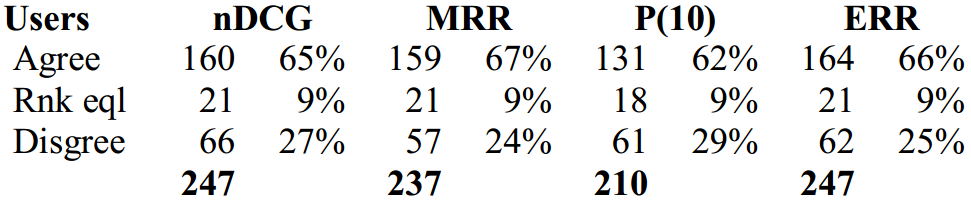 Users nDCG MRR P(10) ERR
Agree 160 65% 159 67% 131 62% 164 66%
Rnk eql 21 9% 21 9% 18 9% 21 9%
Disgree 66 27% 57 24% 61 29% 62 25%
247 237 210 247